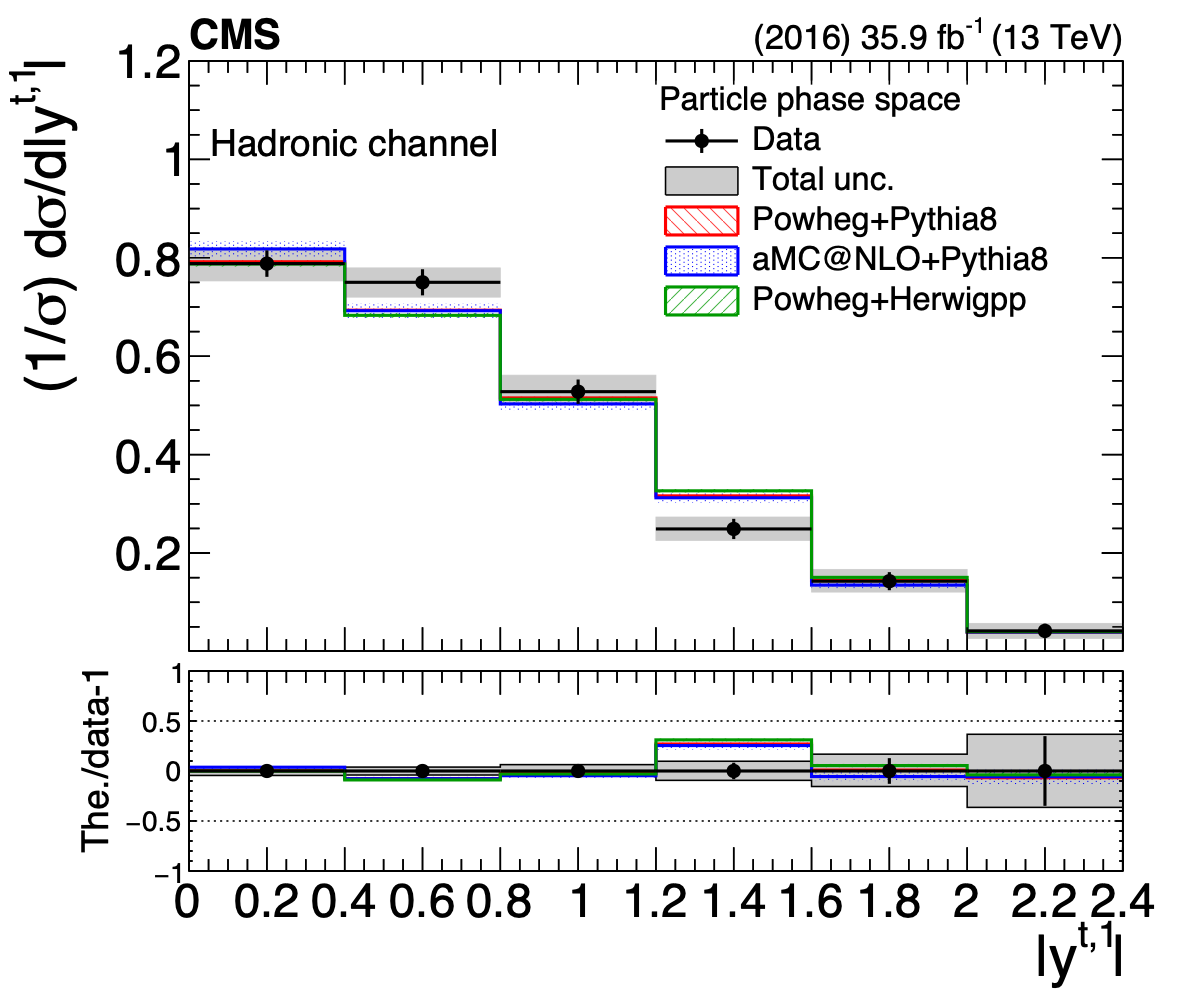 CMS (2016) 35.9 fb⁻¹ (13 TeV)
(1/σ) dσ/d|y^{t,1}|
1.2
1
0.8
0.6
0.4
0.2
Hadronic channel
Particle phase space
Data
Total unc.
Powheg+Pythia8
aMC@NLO+Pythia8
Powheg+Herwigpp
The./data-1
1
0.5
0
−0.5
−1
0 0.2 0.4 0.6 0.8 1 1.2 1.4 1.6 1.8 2 2.2 2.4
|y^{t,1}|